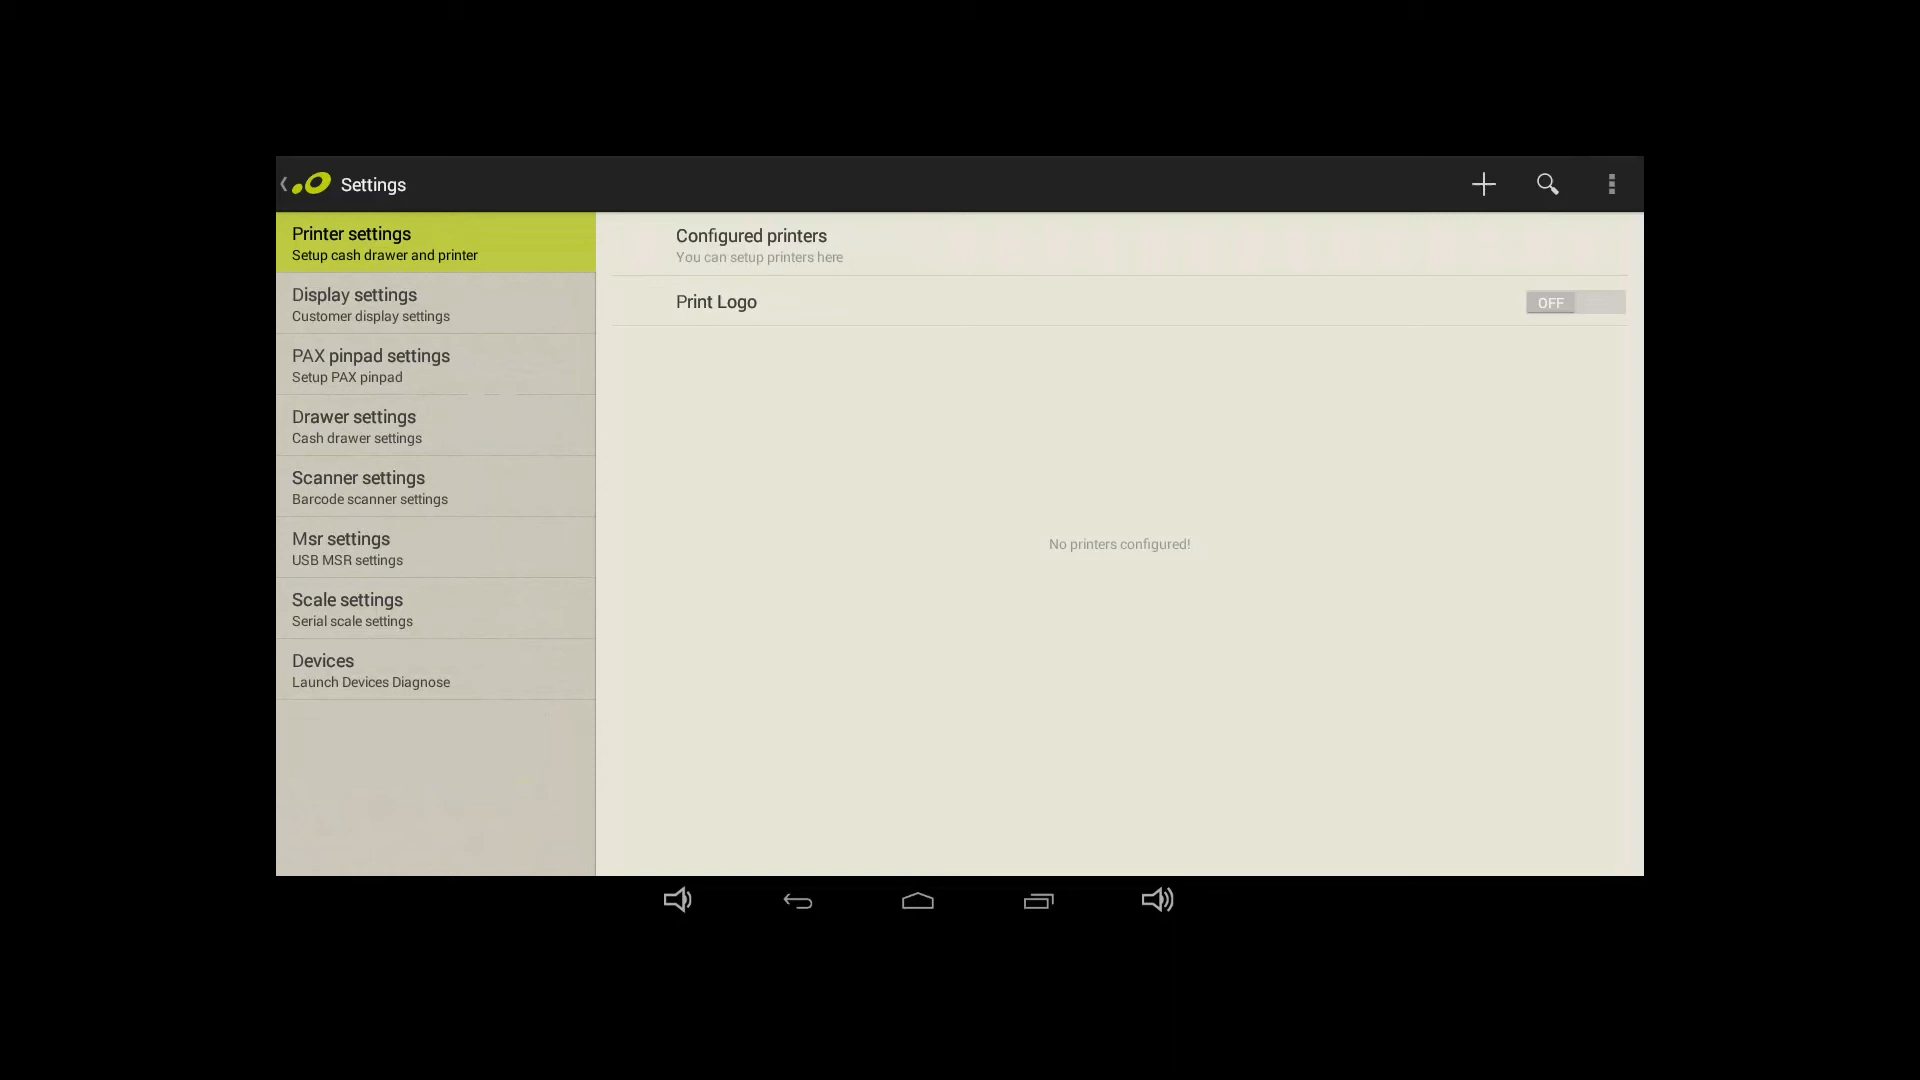 Settings
Printer settings
Setup cash drawer and printer
Display settings
Customer display settings
PAX pinpad settings
Setup PAX pinpad
Drawer settings
Cash drawer settings
Scanner settings
Barcode scanner settings
Msr settings
USB MSR settings
Scale settings
Serial scale settings
Devices
Launch Devices Diagnose
Configured printers
You can setup printers here
Print Logo
OFF
No printers configured!